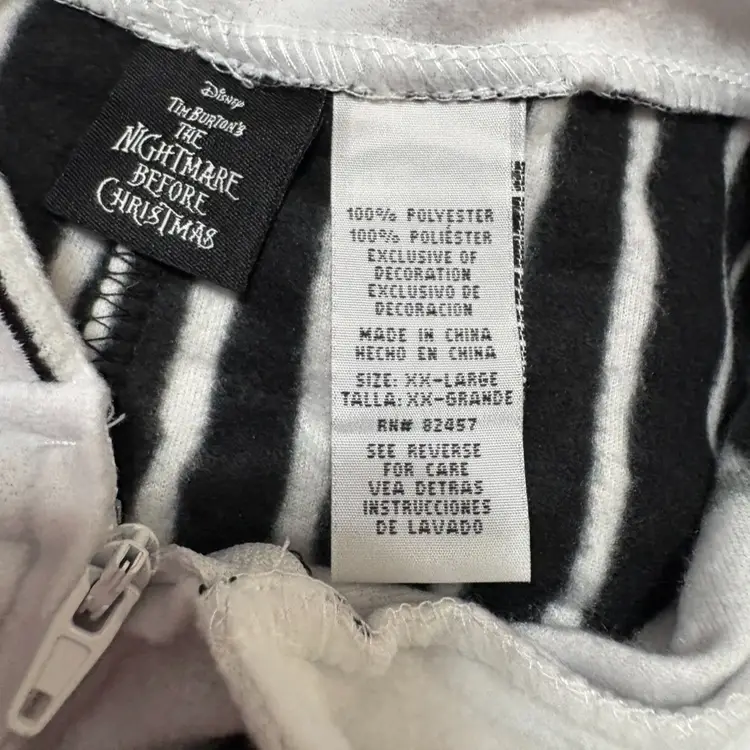 Disney
TIM BURTON'S
THE
NIGHTMARE
BEFORE
CHRISTMAS
100% POLYESTER
100% POLIÉSTER
EXCLUSIVE OF
DECORATION
EXCLUSIVO DE
DECORACION
MADE IN CHINA
HECHO EN CHINA
SIZE: XX-LARGE
TALLA: XX-GRANDE
RN# 82457
SEE REVERSE
FOR CARE
VEA DETRAS
INSTRUCCIONES
DE LAVADO